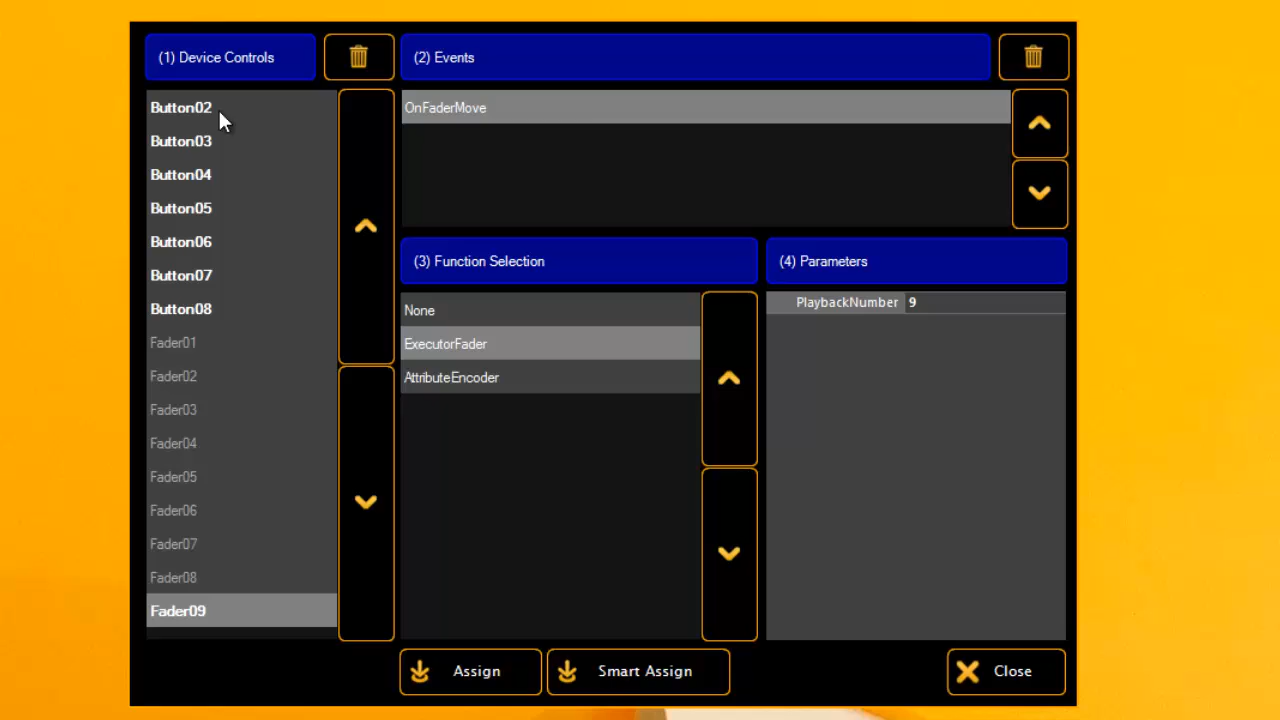 (1) Device Controls
(2) Events
Button02
Button03
Button04
Button05
Button06
Button07
Button08
Fader01
Fader02
Fader03
Fader04
Fader05
Fader06
Fader07
Fader08
Fader09
OnFaderMove
(3) Function Selection
None
ExecutorFader
AttributeEncoder
(4) Parameters
PlaybackNumber 9
Assign
Smart Assign
Close